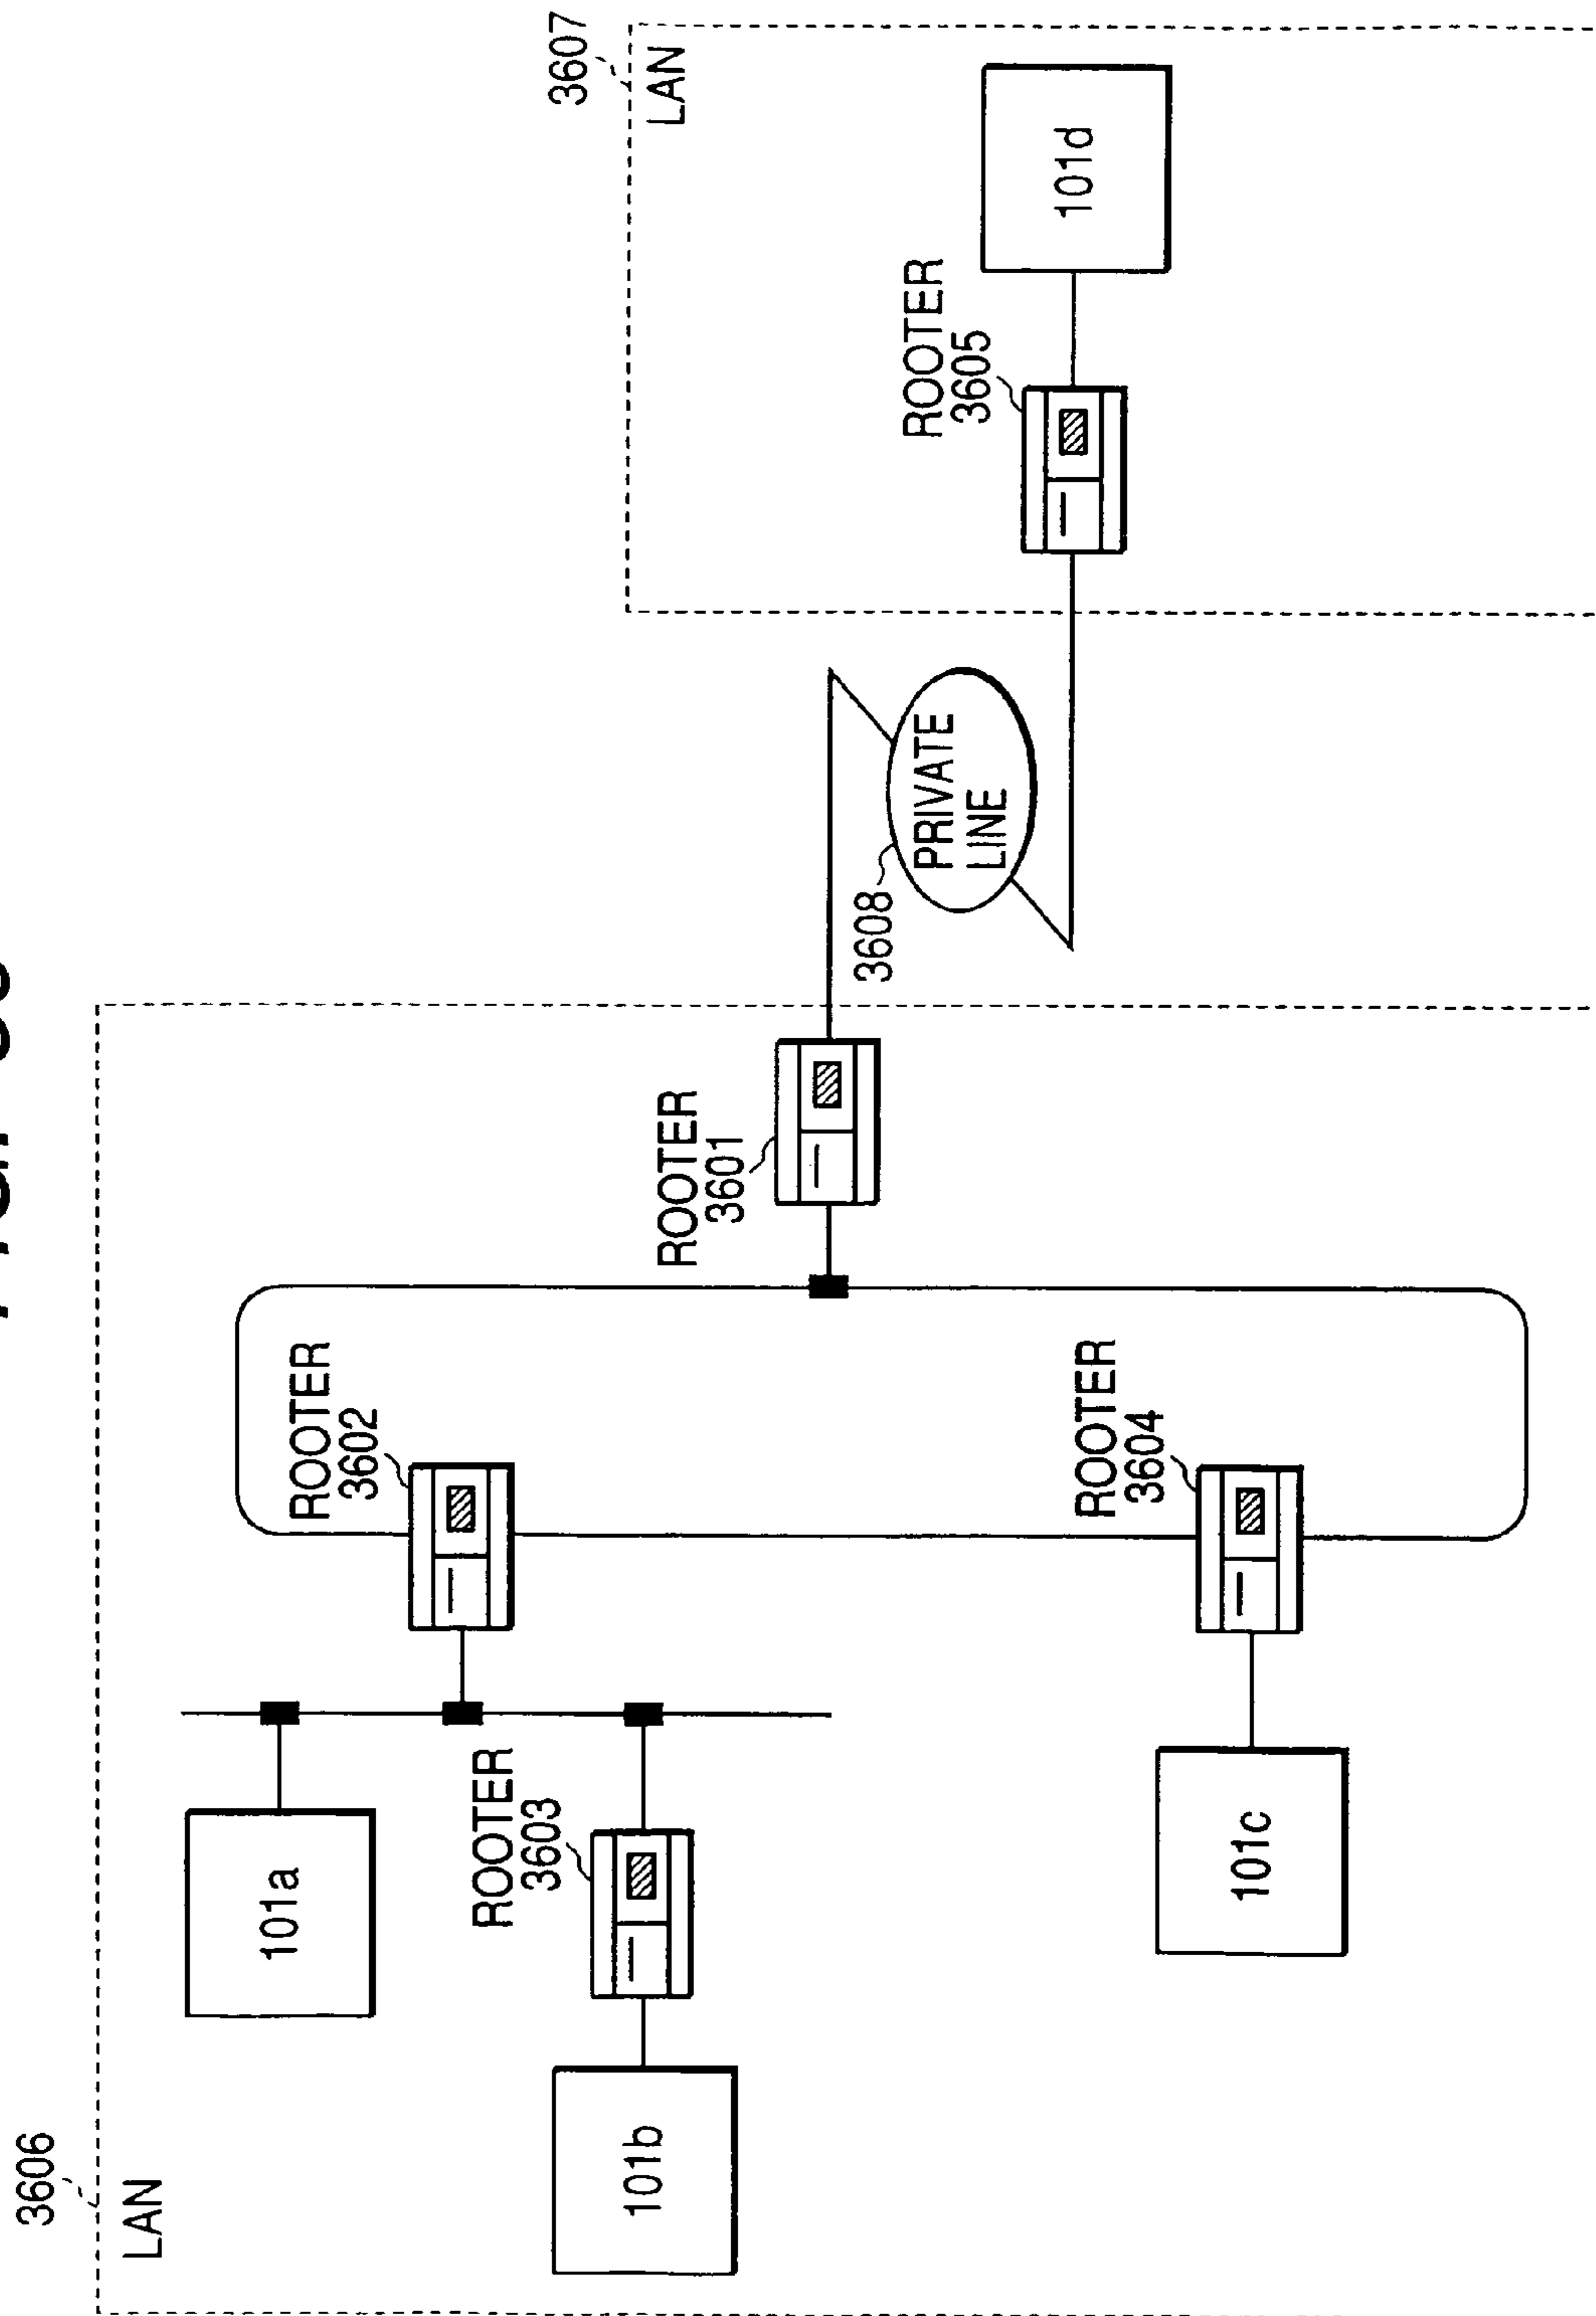 3606
LAN
101a
101b
ROOTER
3603
ROOTER
3602
101c
ROOTER
3604
ROOTER
3601
3608
PRIVATE
LINE
3607
LAN
ROOTER
3605
101d